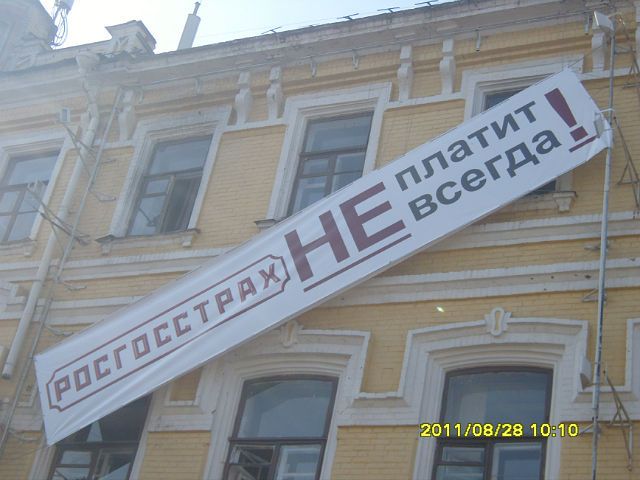 РОСГОССТРАХ НЕ платит
всегда!
2011/08/28 10:10